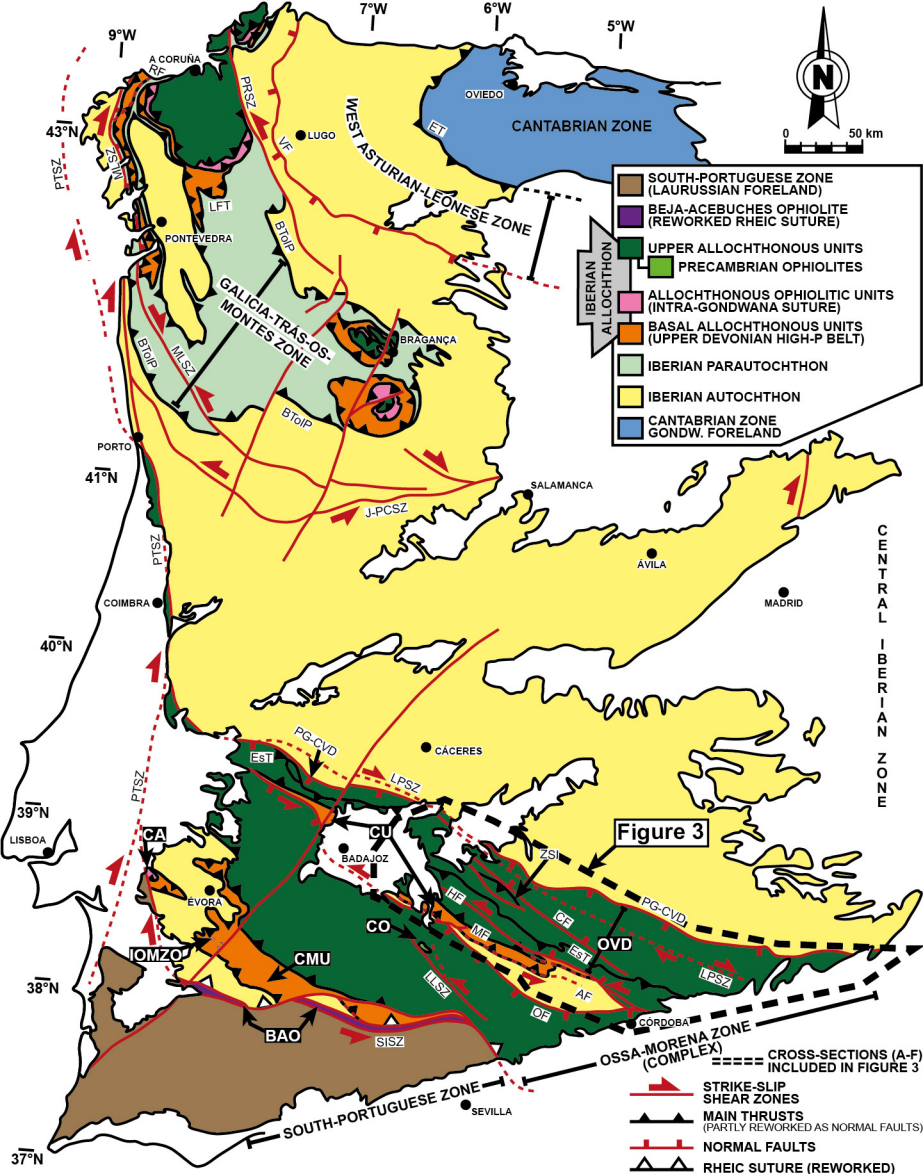 9°W
7°W
6°W
5°W
A CORUÑA
RF
OVIEDO
43°N
PTSZ
MLSZ
PRSZ
VF
LUGO
ET
CANTABRIAN ZONE
WEST ASTURIAN-LEONESE ZONE
N
0 50 km
LFT
PONTEVEDRA
BToIP
GALICIA-TRÁS-OS-
MONTES ZONE
BRAGANÇA
BToIP
MLSZ
BToIP
PORTO
41°N
J-PCSZ
SALAMANCA
PTSZ
ÁVILA
COIMBRA
MADRID
40°N
CENTRAL IBERIAN ZONE
SOUTH-PORTUGUESE ZONE
(LAURUSSIAN FORELAND)
BEJA-ACEBUCHES OPHIOLITE
(REWORKED RHEIC SUTURE)
UPPER ALLOCHTHONOUS UNITS
PRECAMBRIAN OPHIOLITES
IBERIAN
ALLOCHTHON
ALLOCHTHONOUS OPHIOLITIC UNITS
(INTRA-GONDWANA SUTURE)
BASAL ALLOCHTHONOUS UNITS
(UPPER DEVONIAN HIGH-P BELT)
IBERIAN PARAUTOCHTHON
IBERIAN AUTOCHTHON
CANTABRIAN ZONE
GONDW. FORELAND
PG-CVD
CÁCERES
EsT
LPSZ
PTSZ
39°N
LISBOA
CA
CU
BADAJOZ
Figure 3
ZSI
ÉVORA
HF
CF
PG-CVD
MF
CO
EsT
OVD
IOMZO
CMU
LPSZ
38°N
LLSZ
AF
OF
CÓRDOBA
BAO
SISZ
OSSA-MORENA ZONE
(COMPLEX)
SOUTH-PORTUGUESE ZONE
SEVILLA
37°N
CROSS-SECTIONS (A-F)
INCLUDED IN FIGURE 3
STRIKE-SLIP
SHEAR ZONES
MAIN THRUSTS
(PARTLY REWORKED AS NORMAL FAULTS)
NORMAL FAULTS
RHEIC SUTURE (REWORKED)